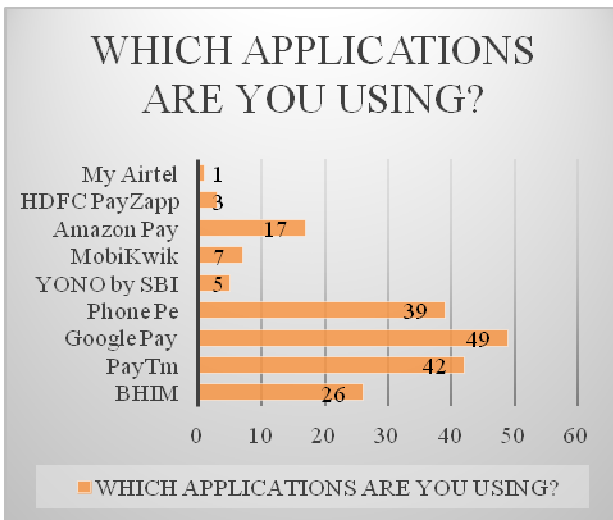 WHICH APPLICATIONS
ARE YOU USING?
My Airtel 1
HDFC PayZapp 3
Amazon Pay 17
MobiKwik 7
YONO by SBI 5
Phone Pe 39
Google Pay 49
PayTm 42
BHIM 26
0 10 20 30 40 50 60
WHICH APPLICATIONS ARE YOU USING?